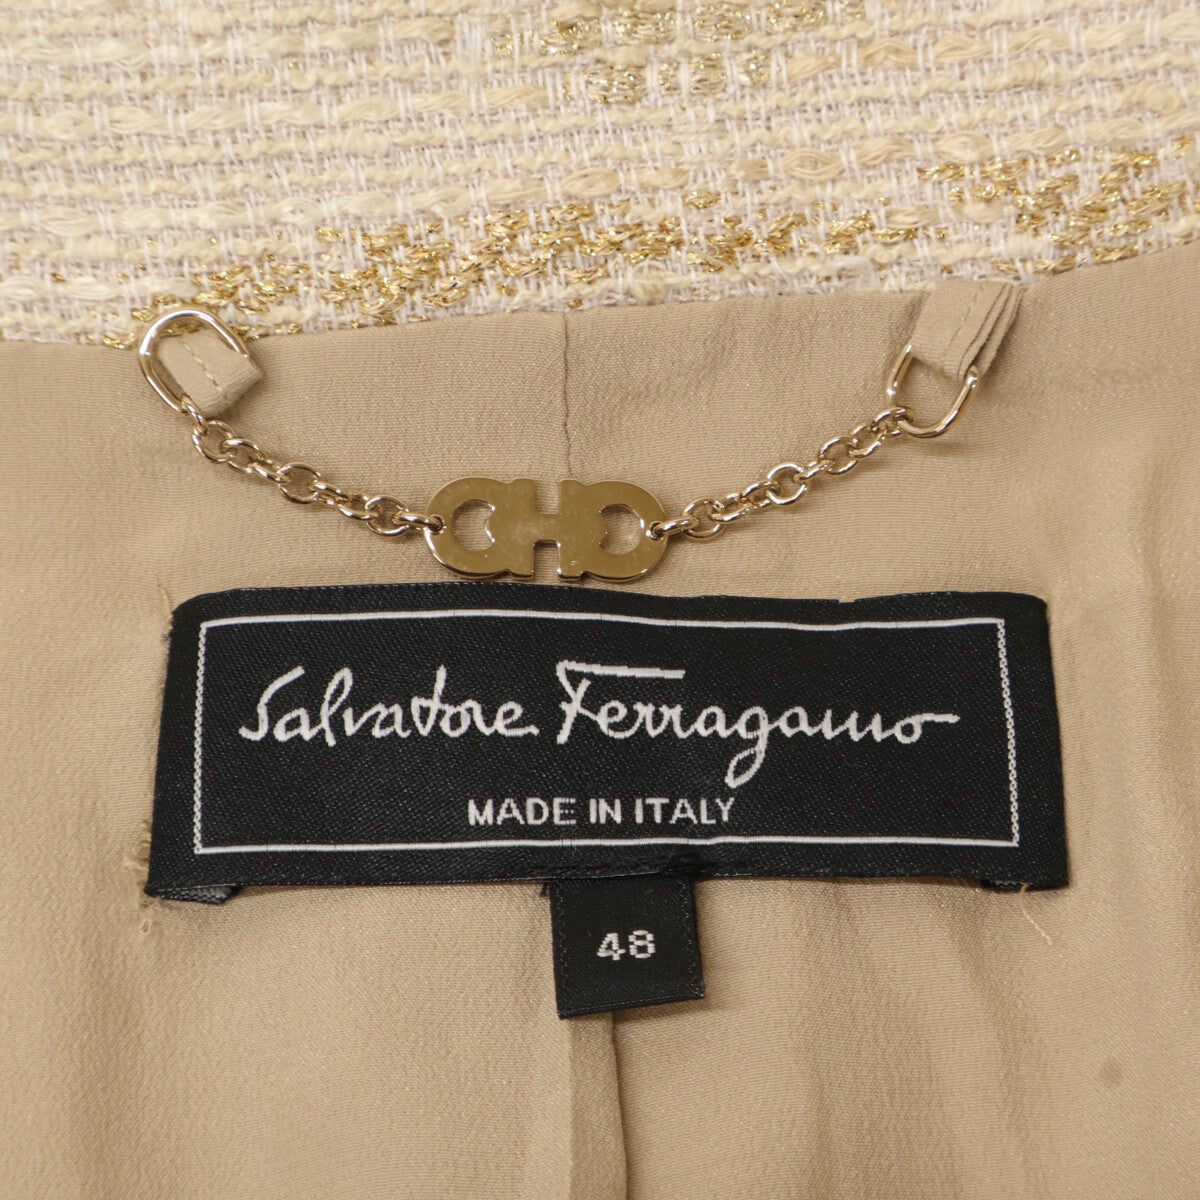 Salvatore Ferragamo
MADE IN ITALY
48